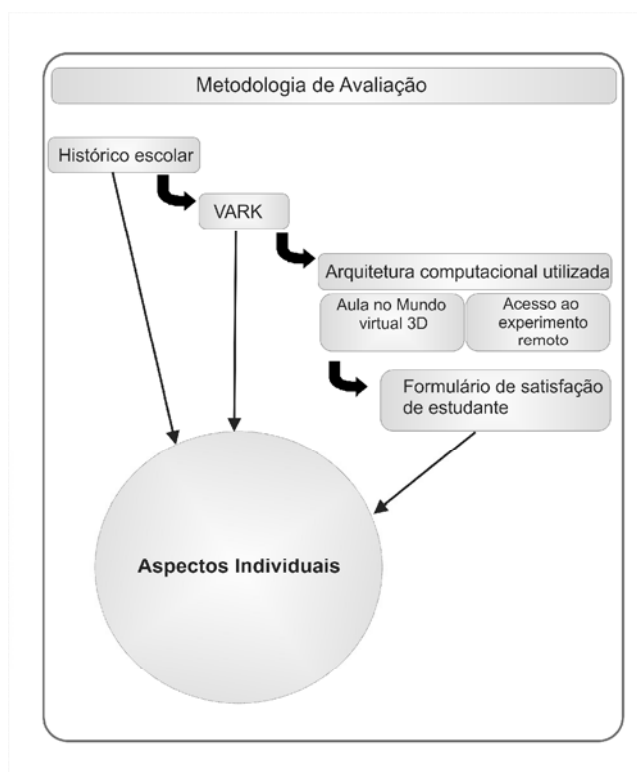 Metodologia de Avaliação
Histórico escolar
VARK
Arquitetura computacional utilizada
Aula no Mundo
virtual 3D
Acesso ao
experimento
remoto
Formulário de satisfação
de estudante
Aspectos Individuais